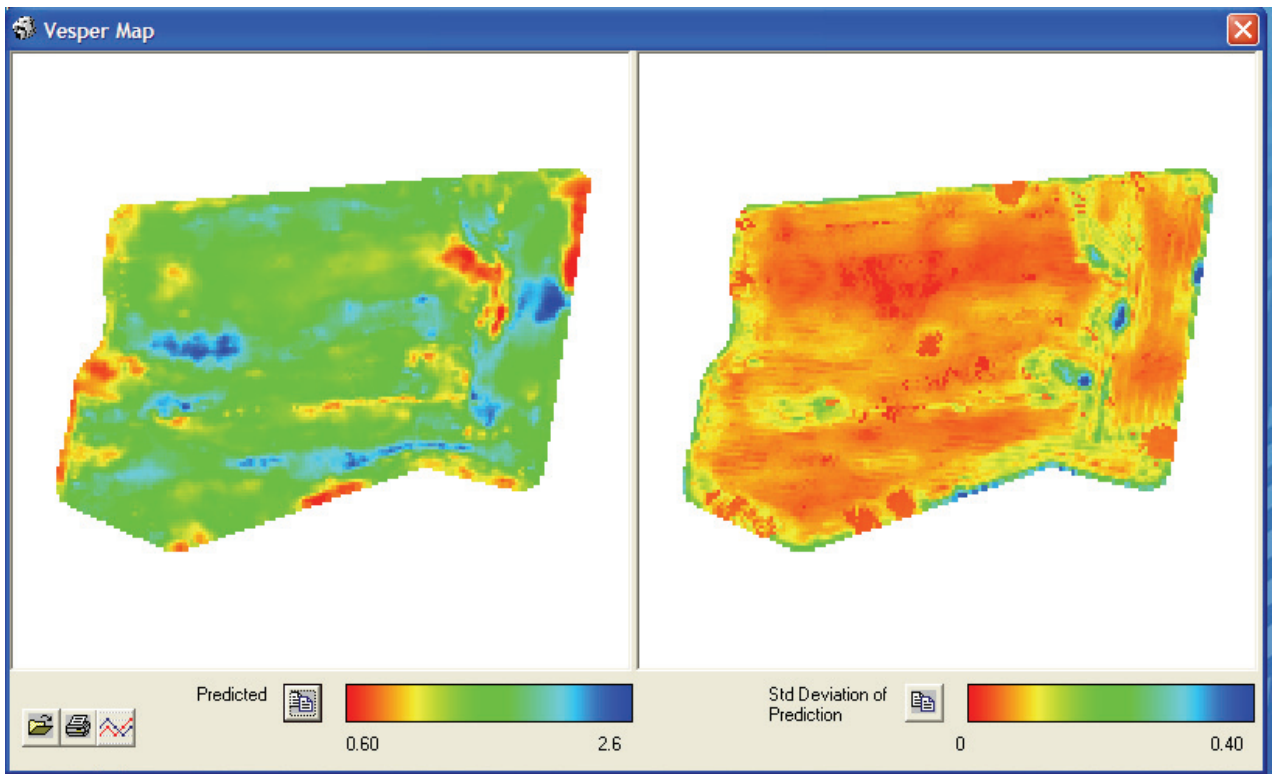 Vesper Map
Predicted
0.60
2.6
Std Deviation of
Prediction
0
0.40